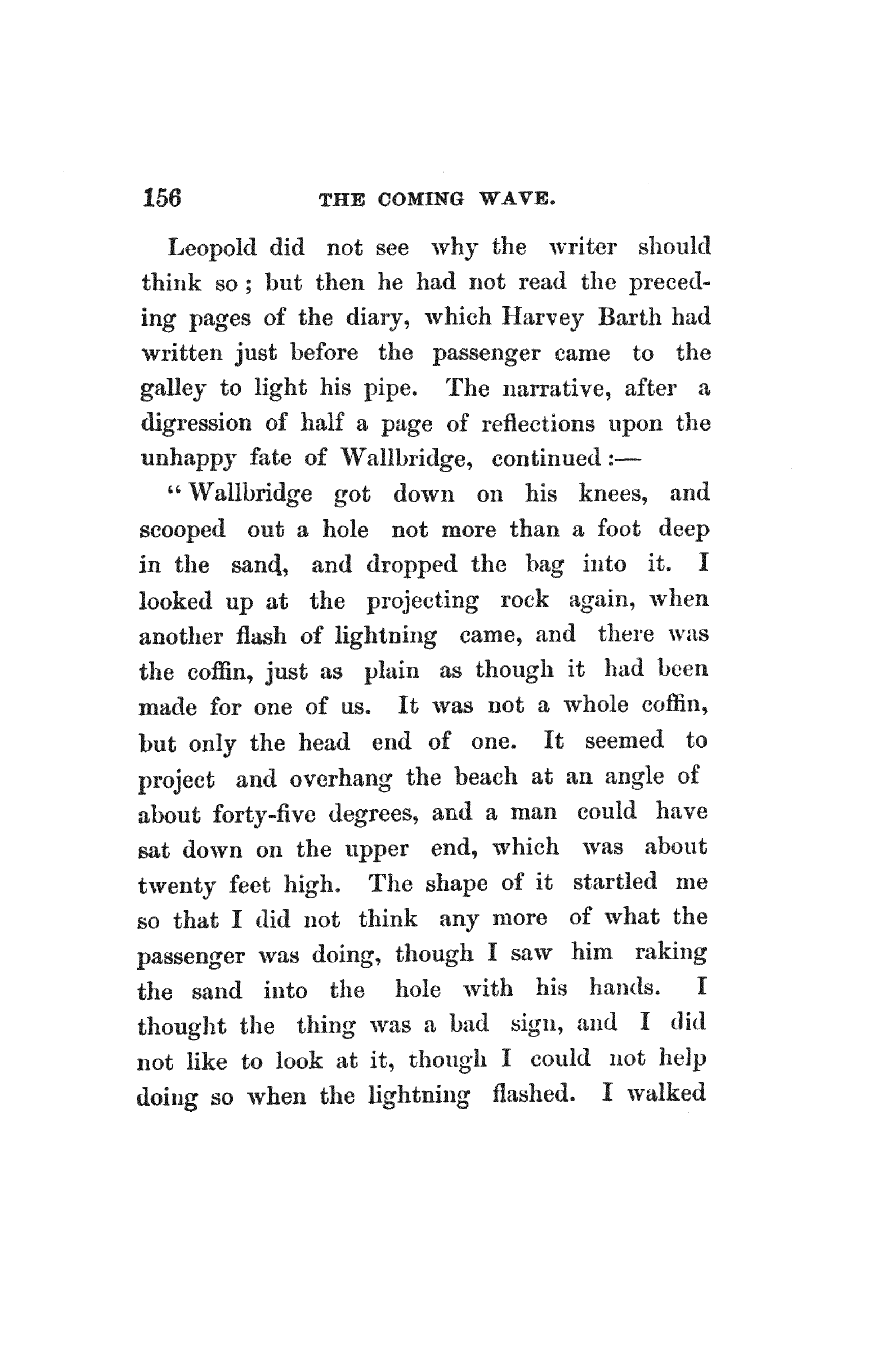 156 THE COMING WAVE.
Leopold did not see why the writer should
think so ; but then he had not read the preced-
ing pages of the diary, which Harvey Barth had
written just before the passenger came to the
galley to light his pipe. The narrative, after a
digression of half a page of reflections upon the
unhappy fate of Wallbridge, continued :—
“ Wallbridge got down on his knees, and
scooped out a hole not more than a foot deep
in the sand, and dropped the bag into it. I
looked up at the projecting rock again, when
another flash of lightning came, and there was
the coffin, just as plain as though it had been
made for one of us. It was not a whole coffin,
but only the head end of one. It seemed to
project and overhang the beach at an angle of
about forty-five degrees, and a man could have
sat down on the upper end, which was about
twenty feet high. The shape of it startled me
so that I did not think any more of what the
passenger was doing, though I saw him raking
the sand into the hole with his hands. I
thought the thing was a bad sign, and I did
not like to look at it, though I could not help
doing so when the lightning flashed. I walked